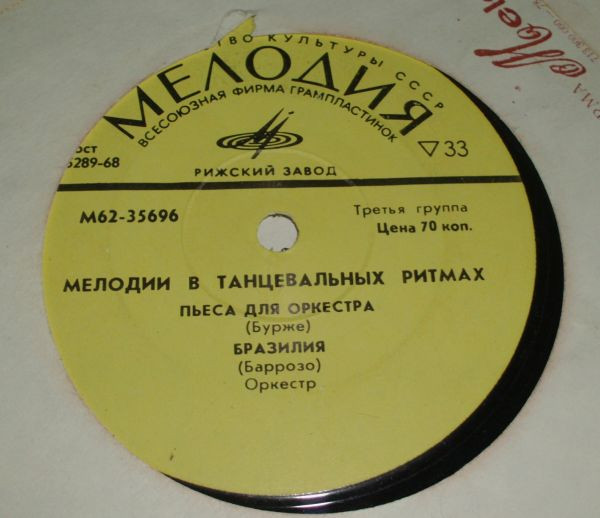 СТВО КУЛЬТУРЫ СССР
МЕЛОДИЯ
ВСЕСОЮЗНАЯ ФИРМА ГРАМПЛАСТИНОК
ОСТ
5289-68
▽33
РИЖСКИЙ ЗАВОД
М62-35696
Третья группа
Цена 70 коп.
МЕЛОДИИ В ТАНЦЕВАЛЬНЫХ РИТМАХ
ПЬЕСА ДЛЯ ОРКЕСТРА
(Бурже)
БРАЗИЛИЯ
(Баррозо)
Оркестр